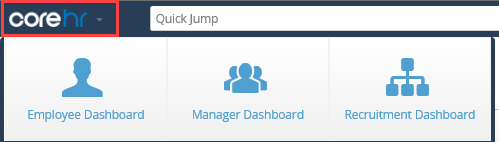 corehr
Quick Jump
Employee Dashboard
Manager Dashboard
Recruitment Dashboard